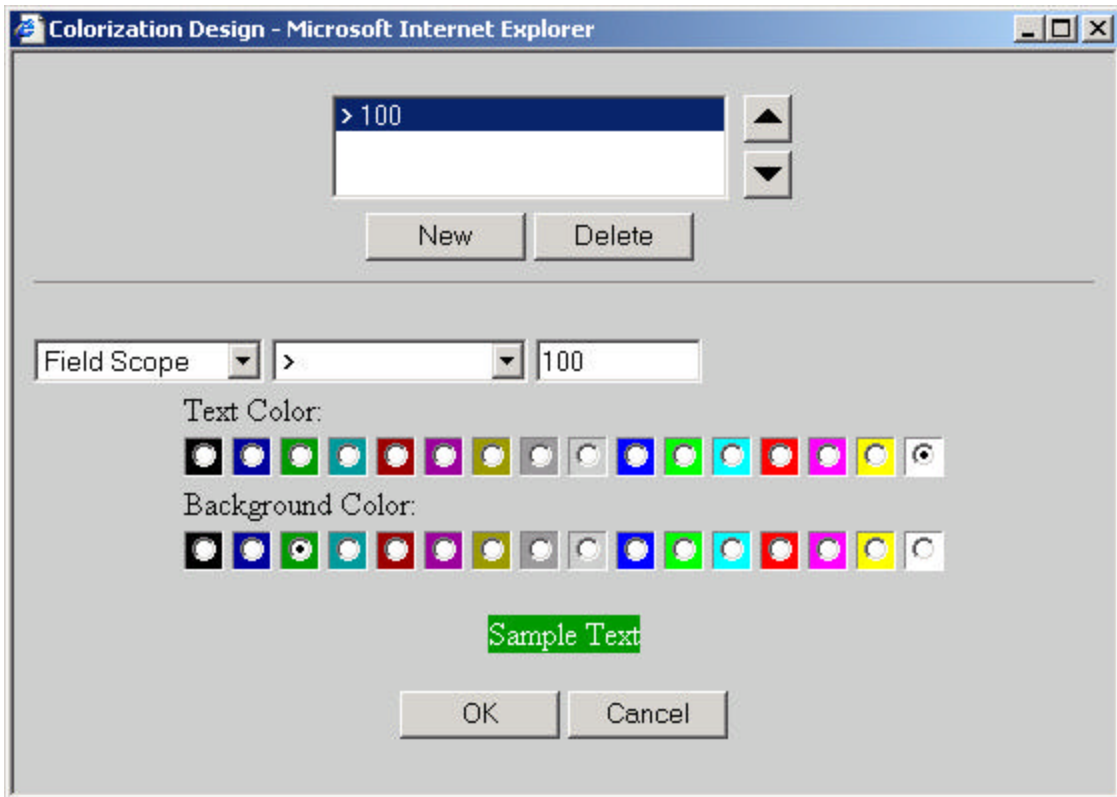 Colorization Design - Microsoft Internet Explorer
> 100
New Delete
Field Scope > 100
Text Color:
Background Color:
Sample Text
OK Cancel